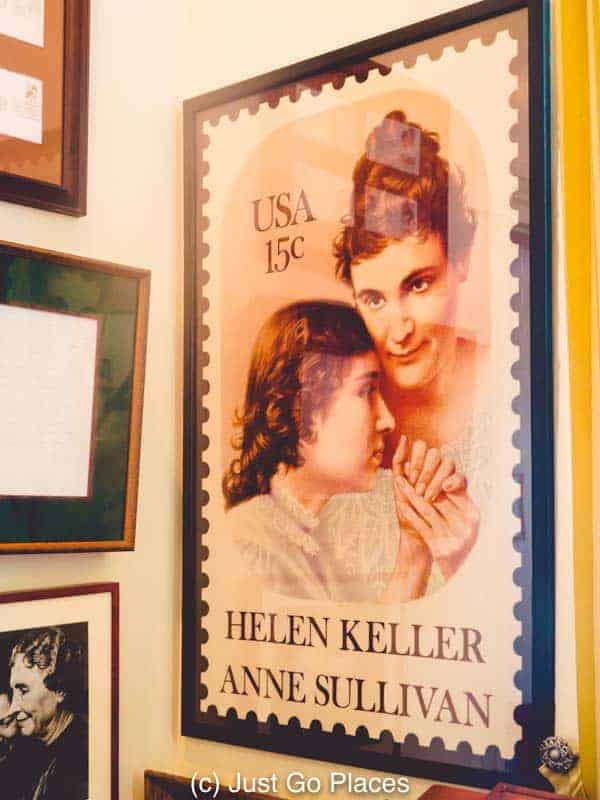 USA
15c
HELEN KELLER
ANNE SULLIVAN
(c) Just Go Places